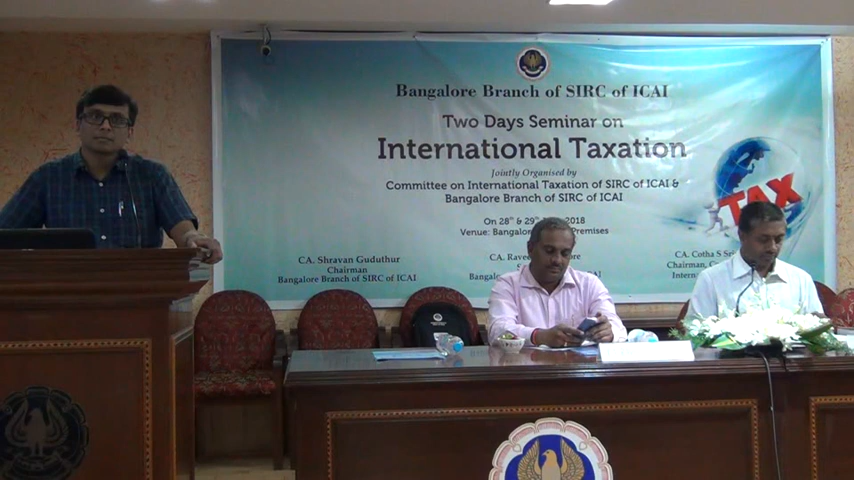 Bangalore Branch of SIRC of ICAI
Two Days Seminar on
International Taxation
Jointly Organised by
Committee on International Taxation of SIRC of ICAI &
Bangalore Branch of SIRC of ICAI
On 28th & 29th 2018
Venue: Bangalore Premises
TAX
CA. Shravan Guduthur
Chairman
Bangalore Branch of SIRC of ICAI
CA. Raveen
CA. Cotha S
Chairman,